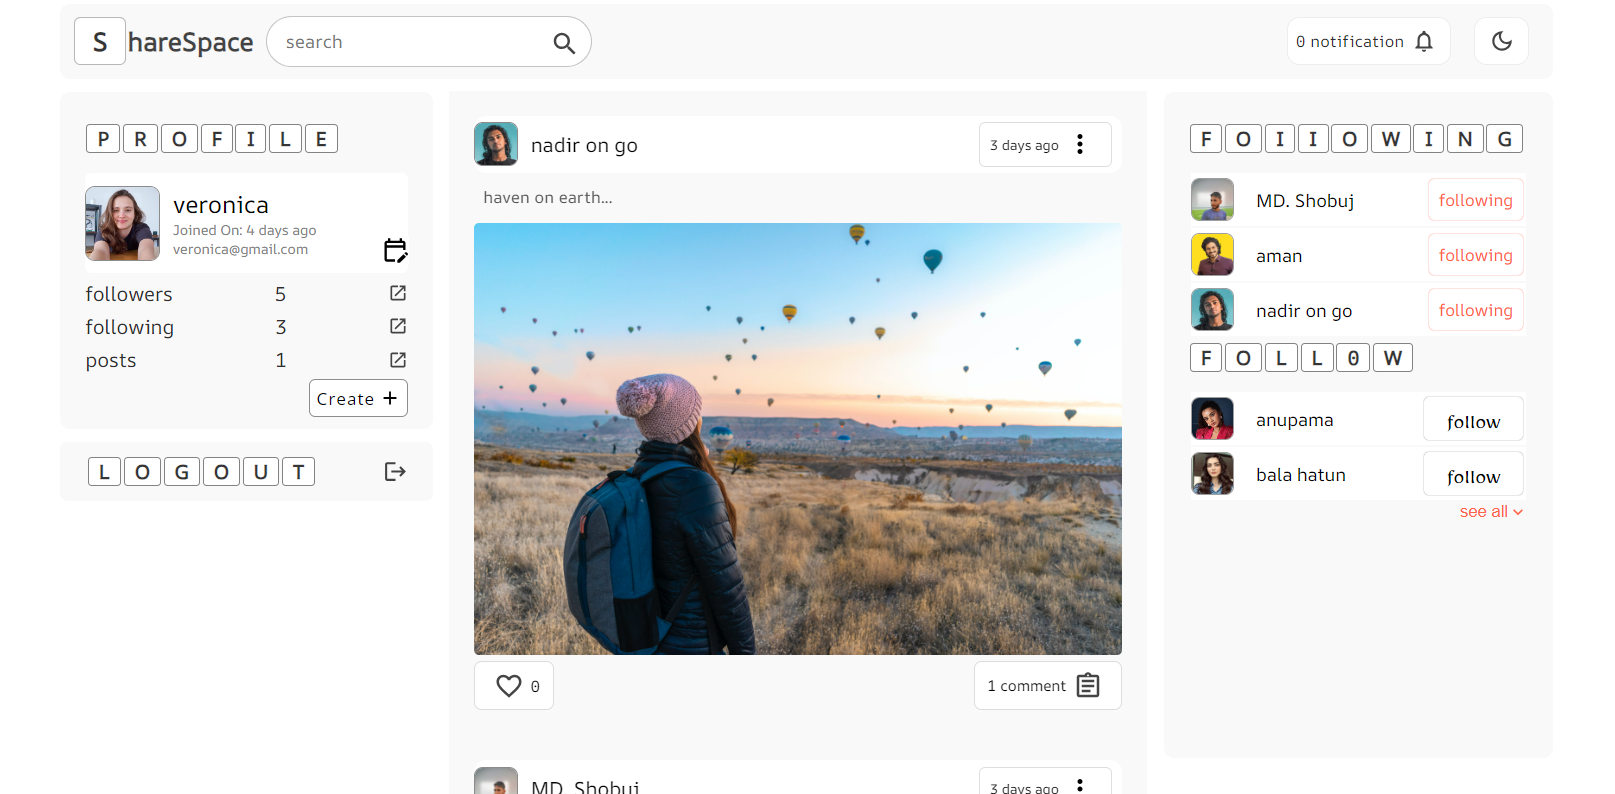 ShareSpace
search
0 notification
PROFILE
veronica
Joined On: 4 days ago
veronica@gmail.com
followers 5
following 3
posts 1
Create +
LOGOUT
nadir on go
3 days ago
haven on earth...
0
1 comment
MD. Shobuj
3 days ago
FOIIOWING
MD. Shobuj following
aman following
nadir on go following
FOLL0W
anupama follow
bala hatun follow
see all